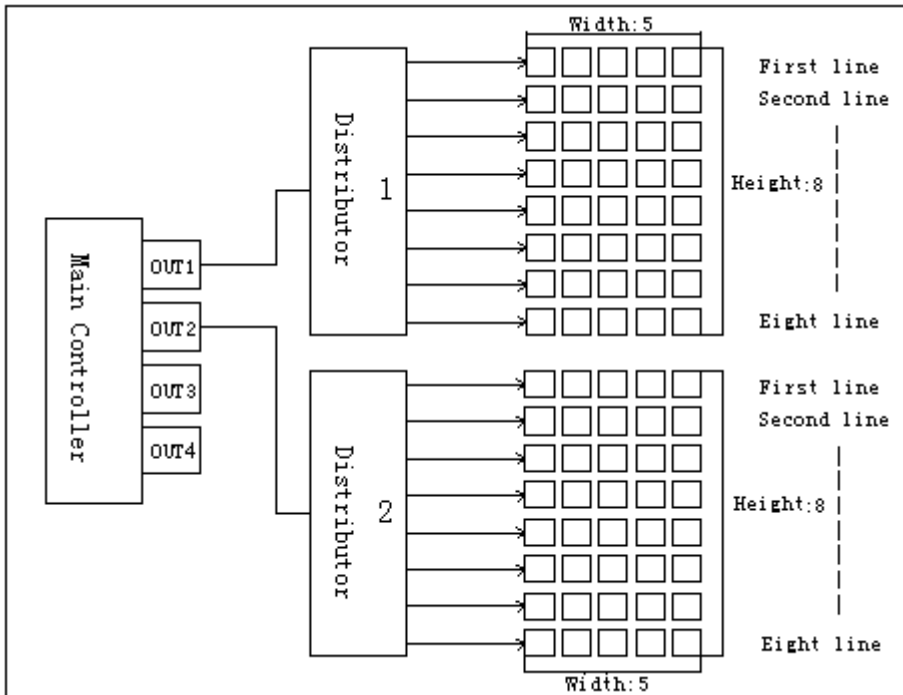 Width:5
First line
Second line
Distributor
1
Height:8
Main Controller
OUT1
OUT2
OUT3
OUT4
Eight line
First line
Second line
Distributor
2
Height:8
Eight line
Width:5